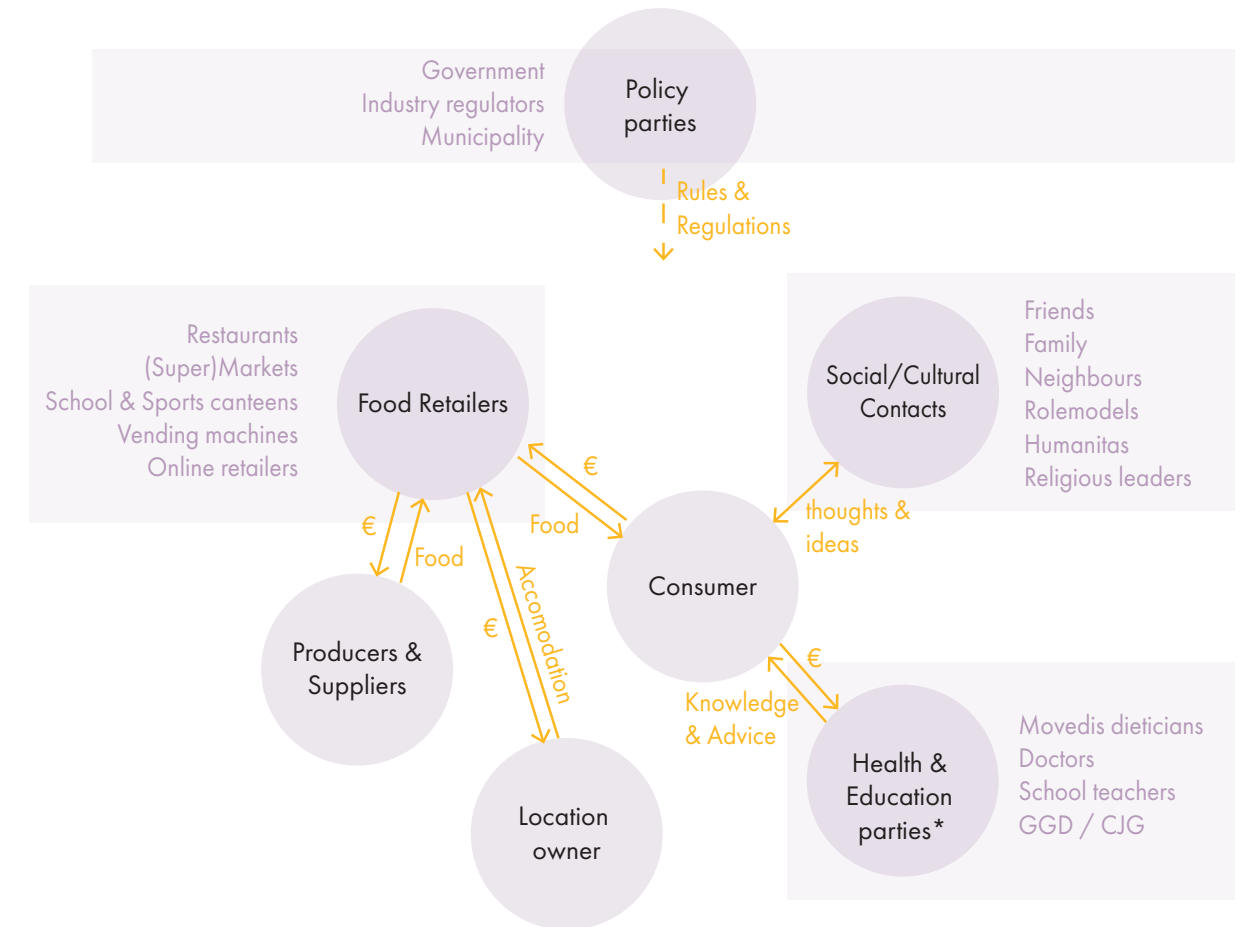 Government
Industry regulators
Municipality
Policy
parties
Rules &
Regulations
Restaurants
(Super)Markets
School & Sports canteens
Vending machines
Online retailers
Food Retailers
Social/Cultural
Contacts
Friends
Family
Neighbours
Rolemodels
Humanitas
Religious leaders
€
Food
€
Food
€
Accomodation
thoughts &
ideas
Consumer
Producers &
Suppliers
Location
owner
€
Knowledge
& Advice
Health &
Education
parties*
Movedis dieticians
Doctors
School teachers
GGD / CJG